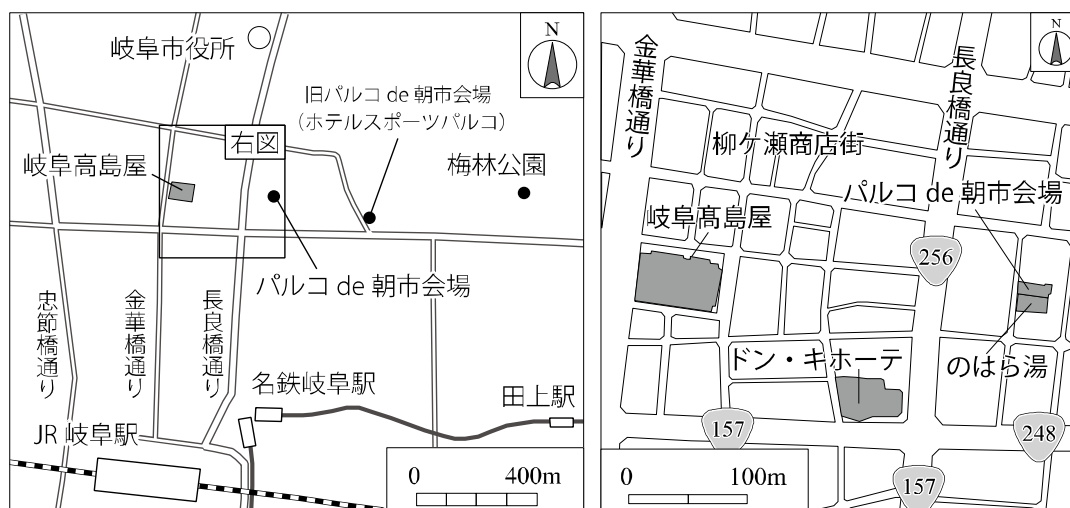 N
岐阜市役所
旧パルコ de 朝市会場
(ホテルスポーツパルコ)
右図
岐阜高島屋
梅林公園
パルコ de 朝市会場
忠節橋通り
金華橋通り
長良橋通り
名鉄岐阜駅
田上駅
JR 岐阜駅
0 400m
N
金華橋通り
長良橋通り
柳ケ瀬商店街
パルコ de 朝市会場
岐阜髙島屋
256
ドン・キホーテ
のはら湯
157
248
0 100m
157